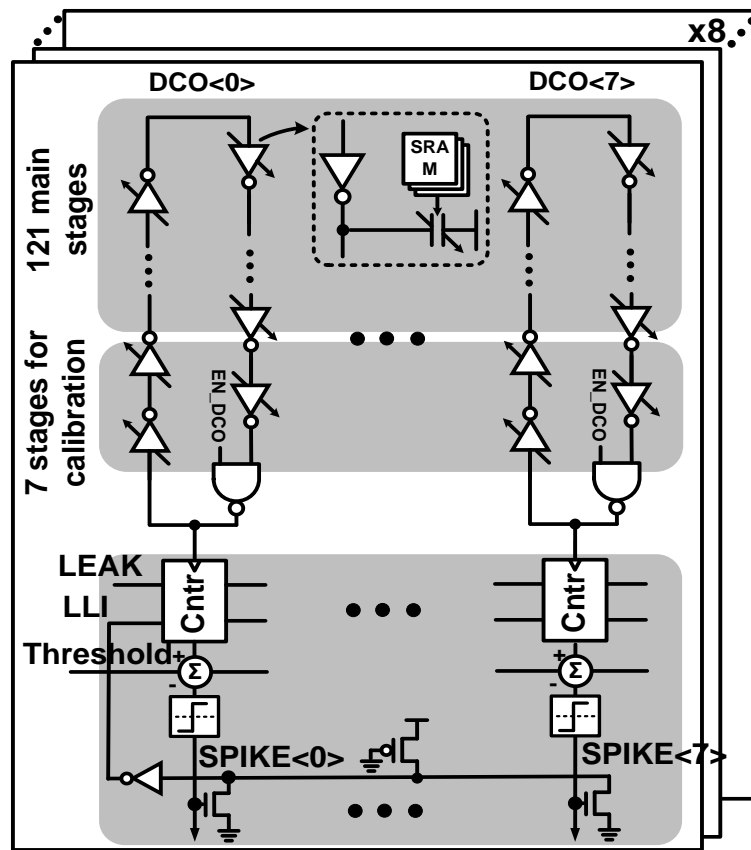 x8
DCO<0>
DCO<7>
121 main
stages
SRA
M
7 stages for
calibration
EN_DCO
EN_DCO
LEAK
LLI
Cntr
Cntr
Threshold
+
-
Σ
+
-
Σ
SPIKE<0>
SPIKE<7>